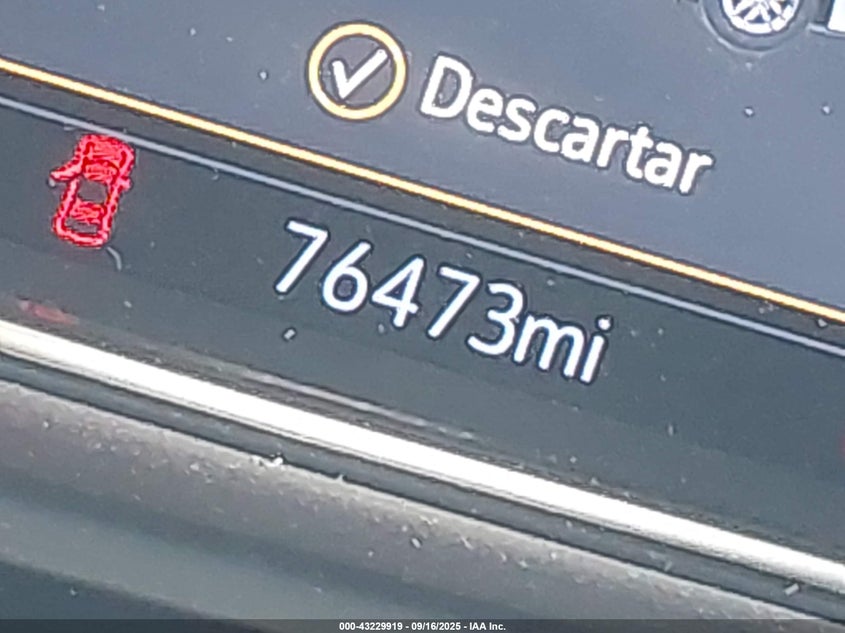 Descartar
76473mi
000-43229919 - 09/16/2025 - IAA Inc.